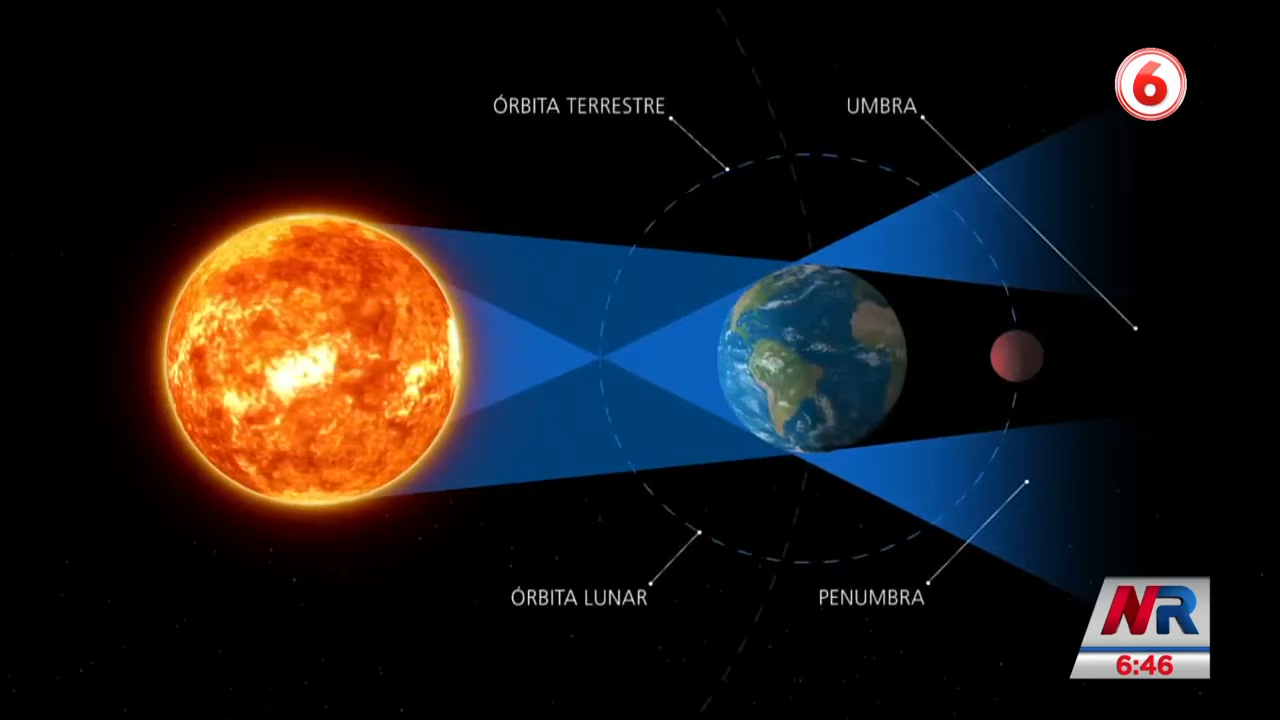 6
ÓRBITA TERRESTRE
UMBRA
ÓRBITA LUNAR
PENUMBRA
NR
6:46